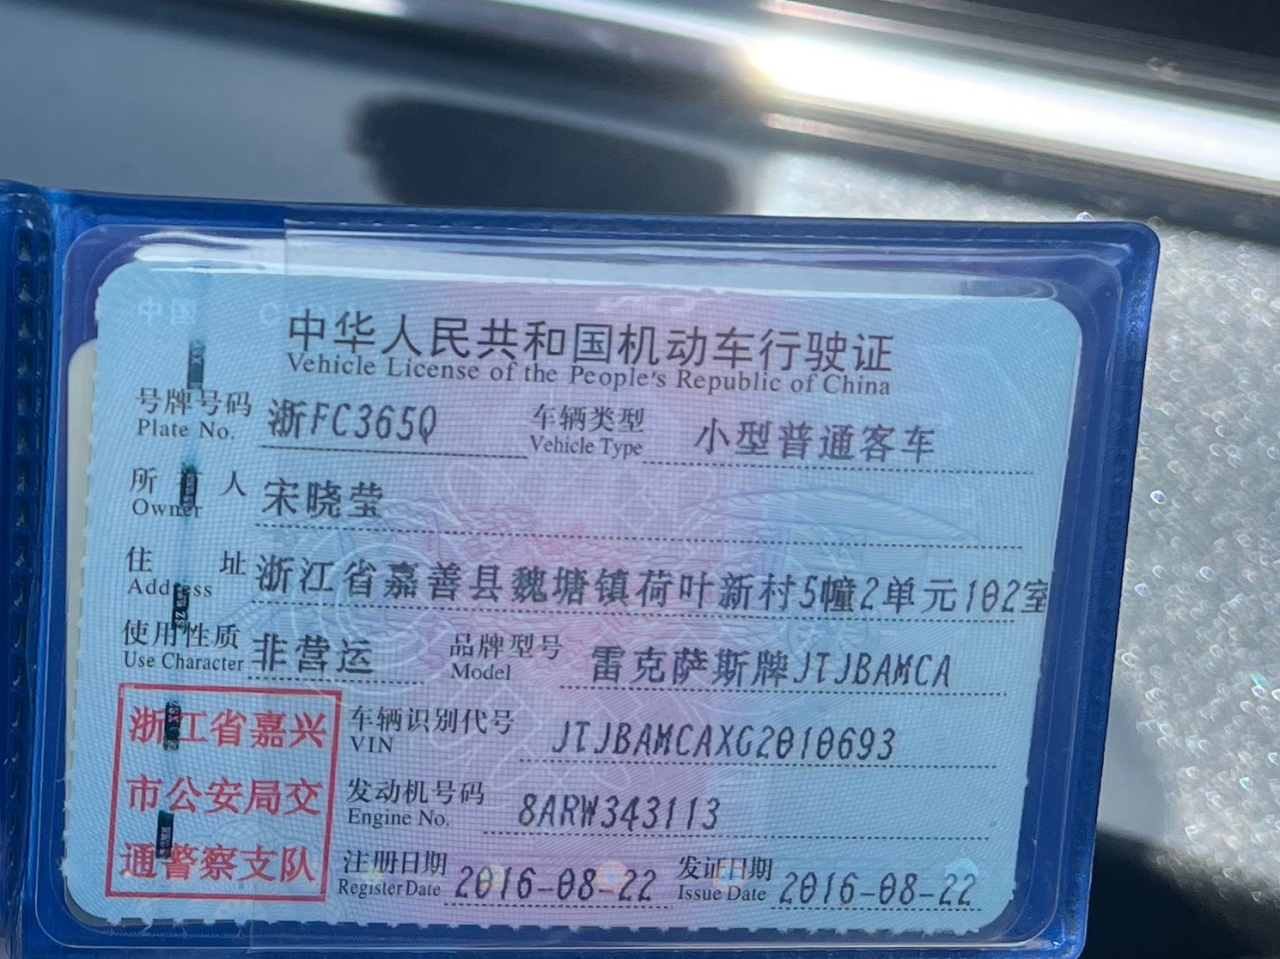 中华人民共和国机动车行驶证
Vehicle License of the People's Republic of China
号牌号码 浙FC365Q 车辆类型 小型普通客车
Plate No. Vehicle Type
所有人 宋晓莹
Owner
住址 浙江省嘉善县魏塘镇荷叶新村5幢2单元102室
Address
使用性质 非营运 品牌型号 雷克萨斯牌JTJBAMCA
Use Character Model
浙江省嘉兴
市公安局交
通警察支队
车辆识别代号 JTJBAMCAXG2010693
VIN
发动机号码 8ARW343113
Engine No.
注册日期 2016-08-22 发证日期 2016-08-22
Register Date Issue Date